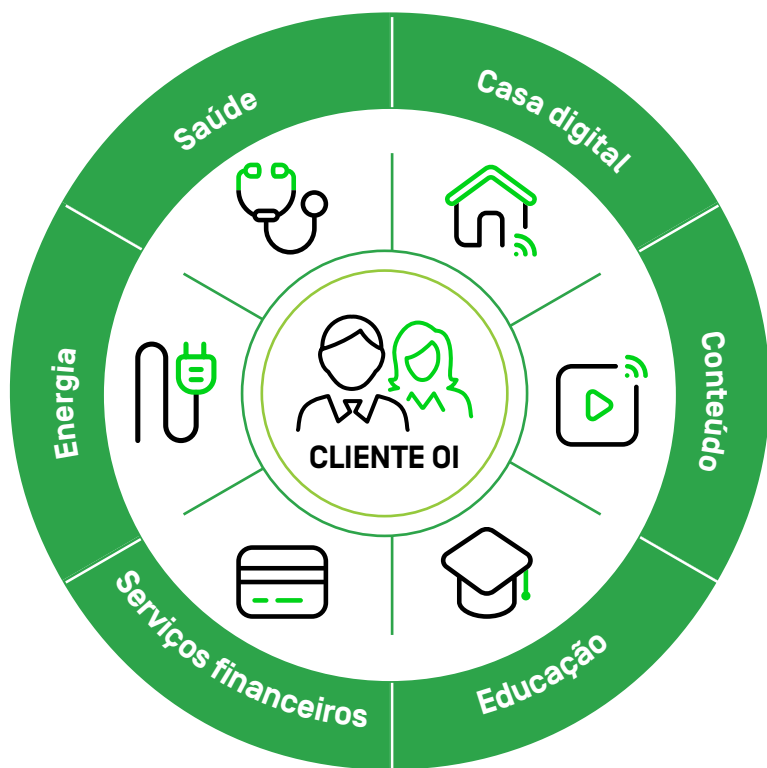 Saúde
Casa digital
Energia
Conteúdo
CLIENTE OI
Serviços financeiros
Educação